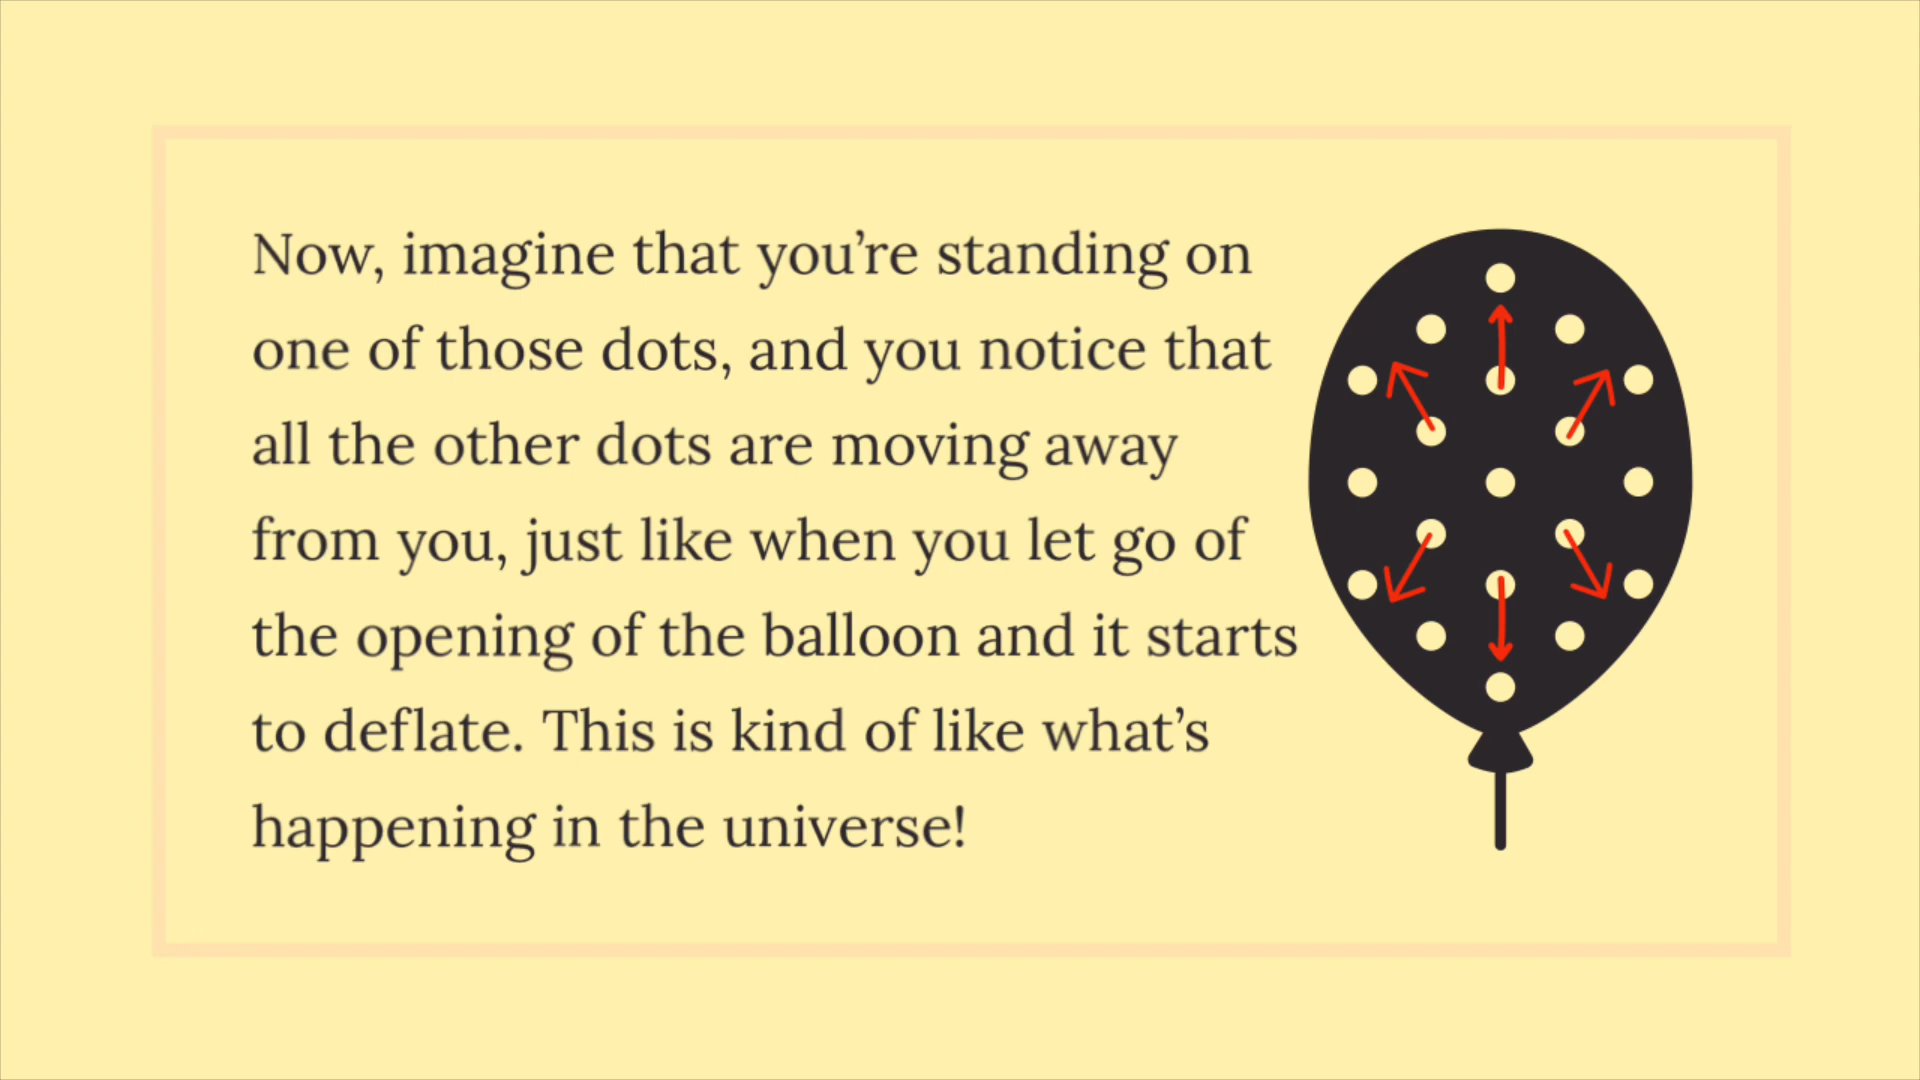 Now, imagine that you’re standing on
one of those dots, and you notice that
all the other dots are moving away
from you, just like when you let go of
the opening of the balloon and it starts
to deflate. This is kind of like what’s
happening in the universe!